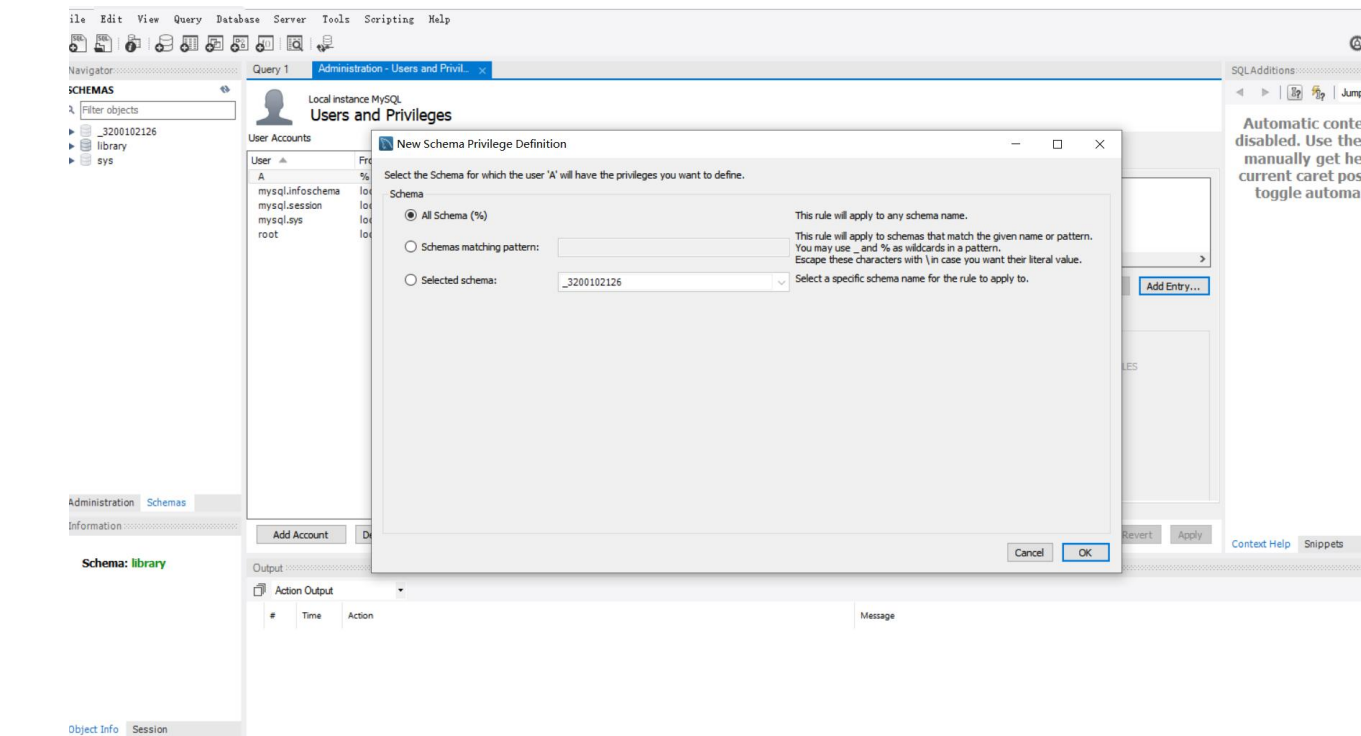 ile Edit View Query Database Server Tools Scripting Help
Navigator
SCHEMAS
Filter objects
_3200102126
library
sys
Administration Schemas
Information
Schema: library
Object Info Session
Query 1 Administration - Users and Privil...
Local instance MySQL
Users and Privileges
User Accounts
User Fro
A %
mysql.infoschema loc
mysql.session loc
mysql.sys loc
root loc
Add Account De
New Schema Privilege Definition
Select the Schema for which the user 'A' will have the privileges you want to define.
Schema
All Schema (%) This rule will apply to any schema name.
Schemas matching pattern: This rule will apply to schemas that match the given name or pattern.
You may use _ and % as wildcards in a pattern.
Escape these characters with \ in case you want their literal value.
Selected schema: _3200102126 Select a specific schema name for the rule to apply to.
Cancel OK
Add Entry...
LES
Revert Apply
Output
Action Output
# Time Action Message
SQLAdditions
Jump
Automatic conte
disabled. Use the
manually get he
current caret pos
toggle automa
Context Help Snippets